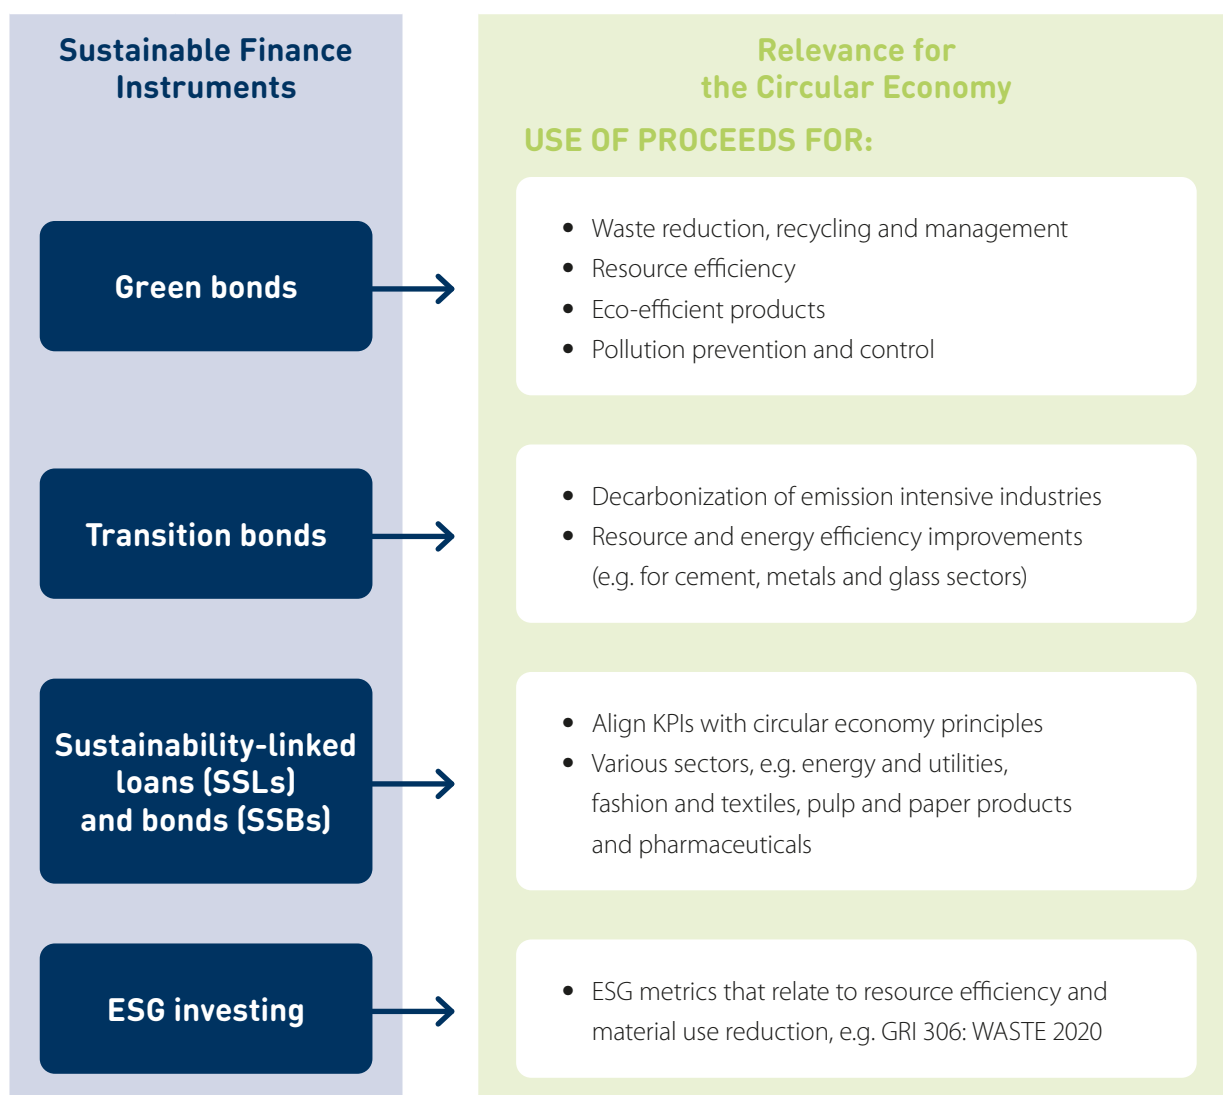 Sustainable Finance
Instruments
Relevance for
the Circular Economy
USE OF PROCEEDS FOR:
Green bonds
• Waste reduction, recycling and management
• Resource efficiency
• Eco-efficient products
• Pollution prevention and control
Transition bonds
• Decarbonization of emission intensive industries
• Resource and energy efficiency improvements
(e.g. for cement, metals and glass sectors)
Sustainability-linked
loans (SSLs)
and bonds (SSBs)
• Align KPIs with circular economy principles
• Various sectors, e.g. energy and utilities,
fashion and textiles, pulp and paper products
and pharmaceuticals
ESG investing
• ESG metrics that relate to resource efficiency and
material use reduction, e.g. GRI 306: WASTE 2020